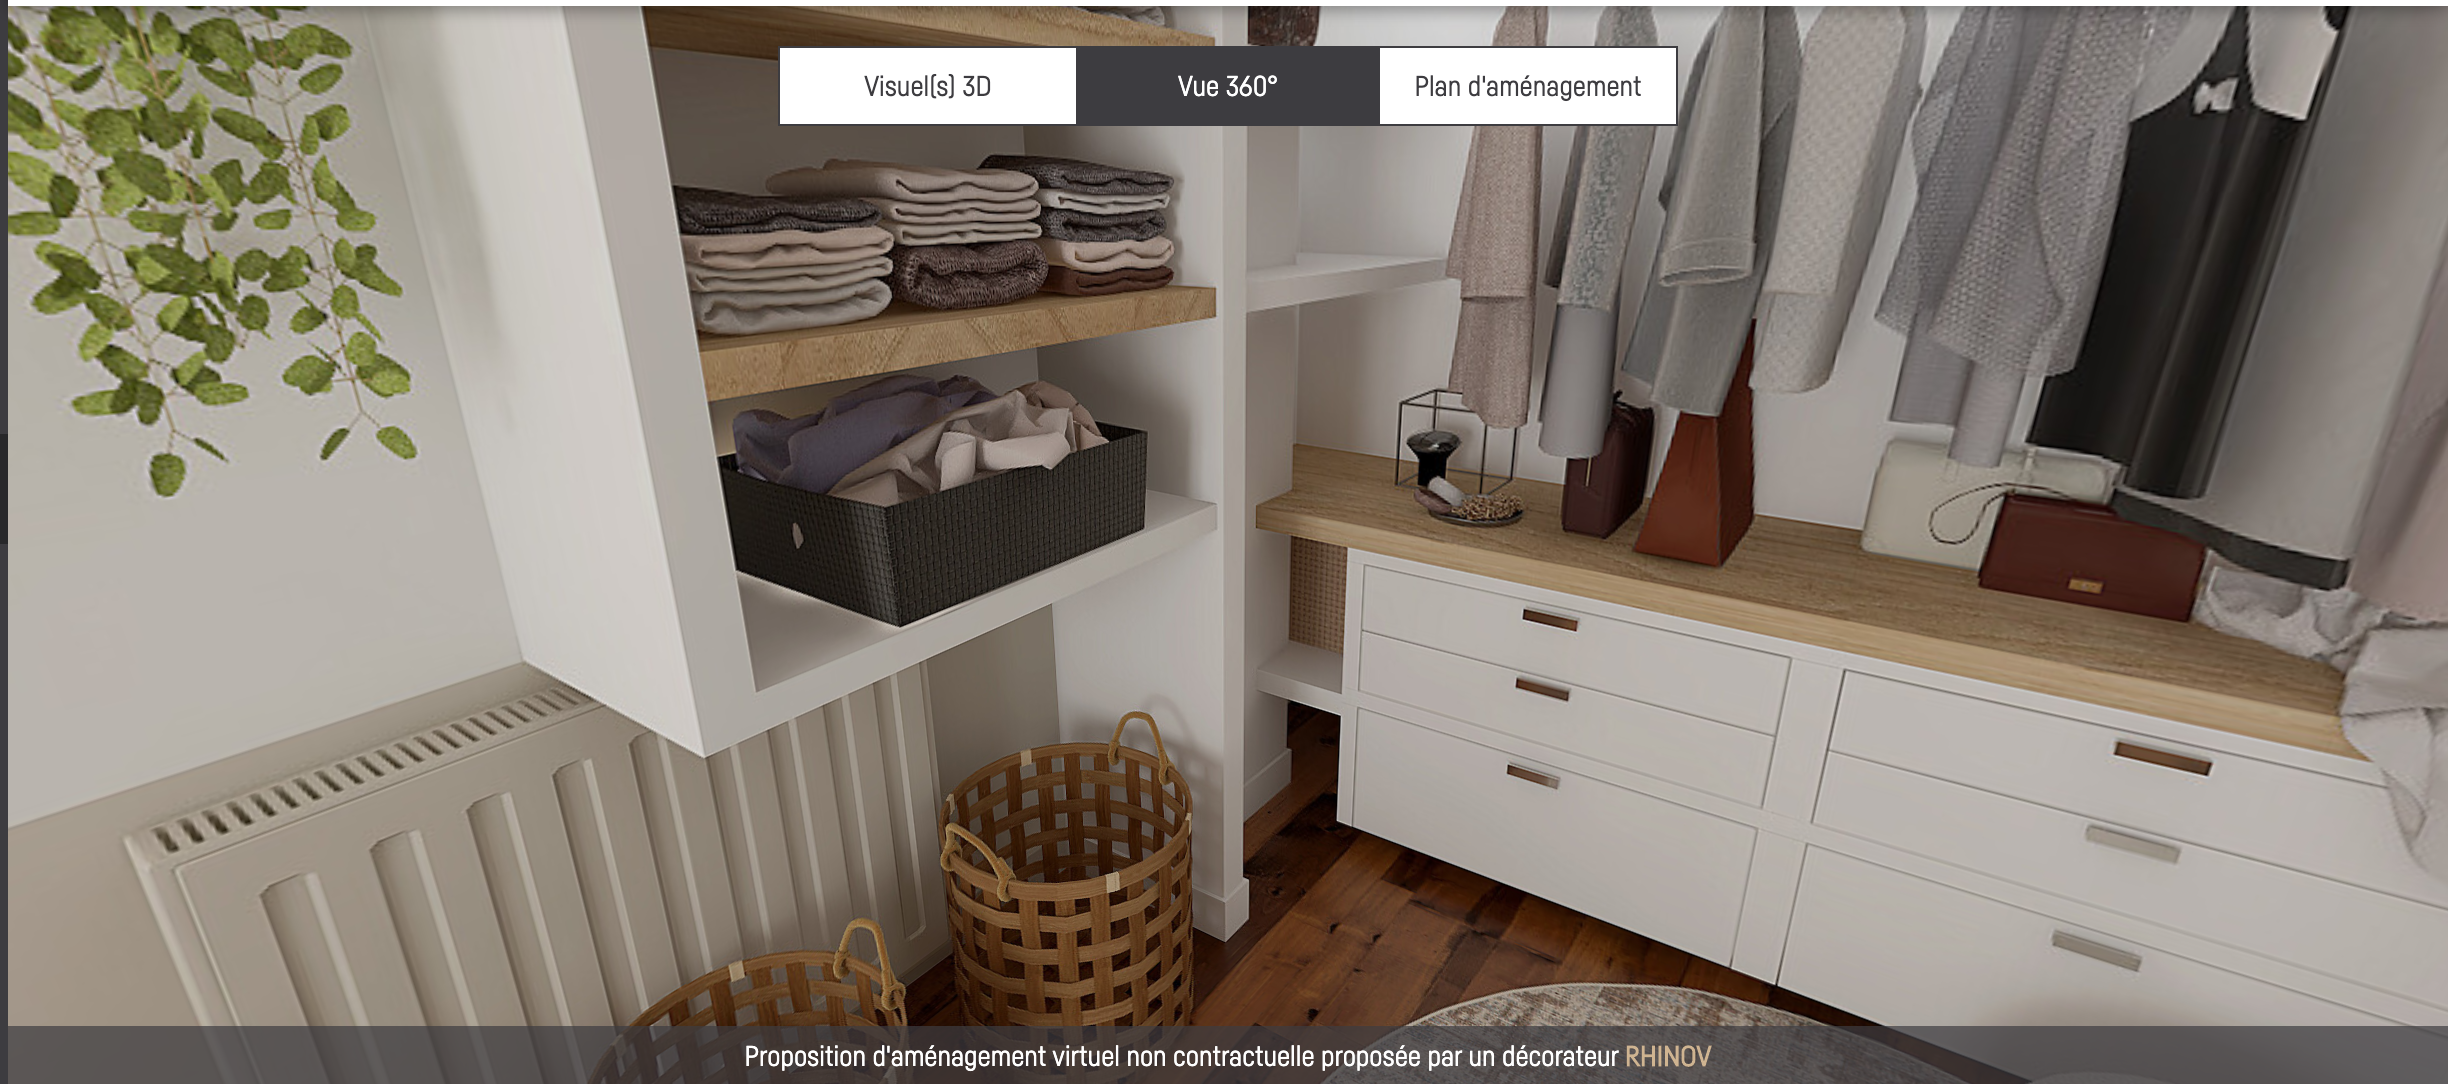 Visuel(s) 3D
Vue 360°
Plan d'aménagement
Proposition d'aménagement virtuel non contractuelle proposée par un décorateur RHINOV